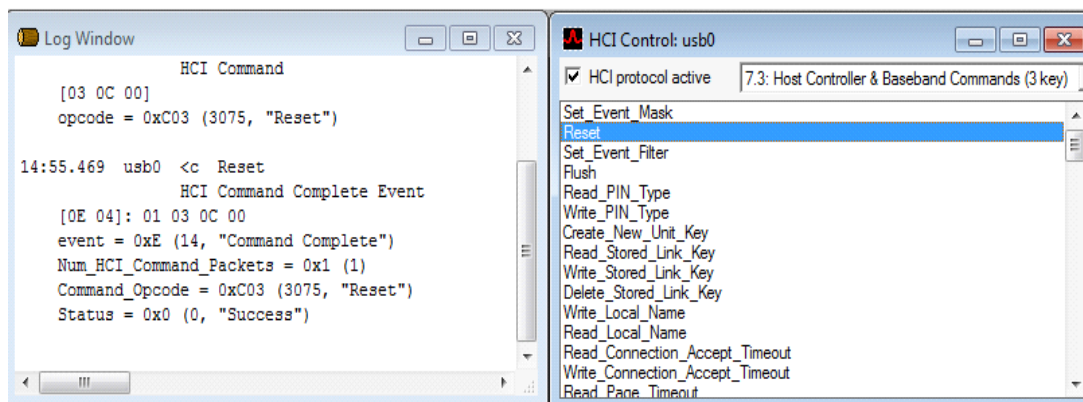 Log Window
HCI Command
[03 0C 00]
opcode = 0xC03 (3075, "Reset")
14:55.469 usb0 <c Reset
HCI Command Complete Event
[0E 04]: 01 03 0C 00
event = 0xE (14, "Command Complete")
Num_HCI_Command_Packets = 0x1 (1)
Command_Opcode = 0xC03 (3075, "Reset")
Status = 0x0 (0, "Success")
HCI Control: usb0
HCI protocol active
7.3: Host Controller & Baseband Commands (3 key)
Set_Event_Mask
Reset
Set_Event_Filter
Flush
Read_PIN_Type
Write_PIN_Type
Create_New_Unit_Key
Read_Stored_Link_Key
Write_Stored_Link_Key
Delete_Stored_Link_Key
Write_Local_Name
Read_Local_Name
Read_Connection_Accept_Timeout
Write_Connection_Accept_Timeout
Read_Page_Timeout